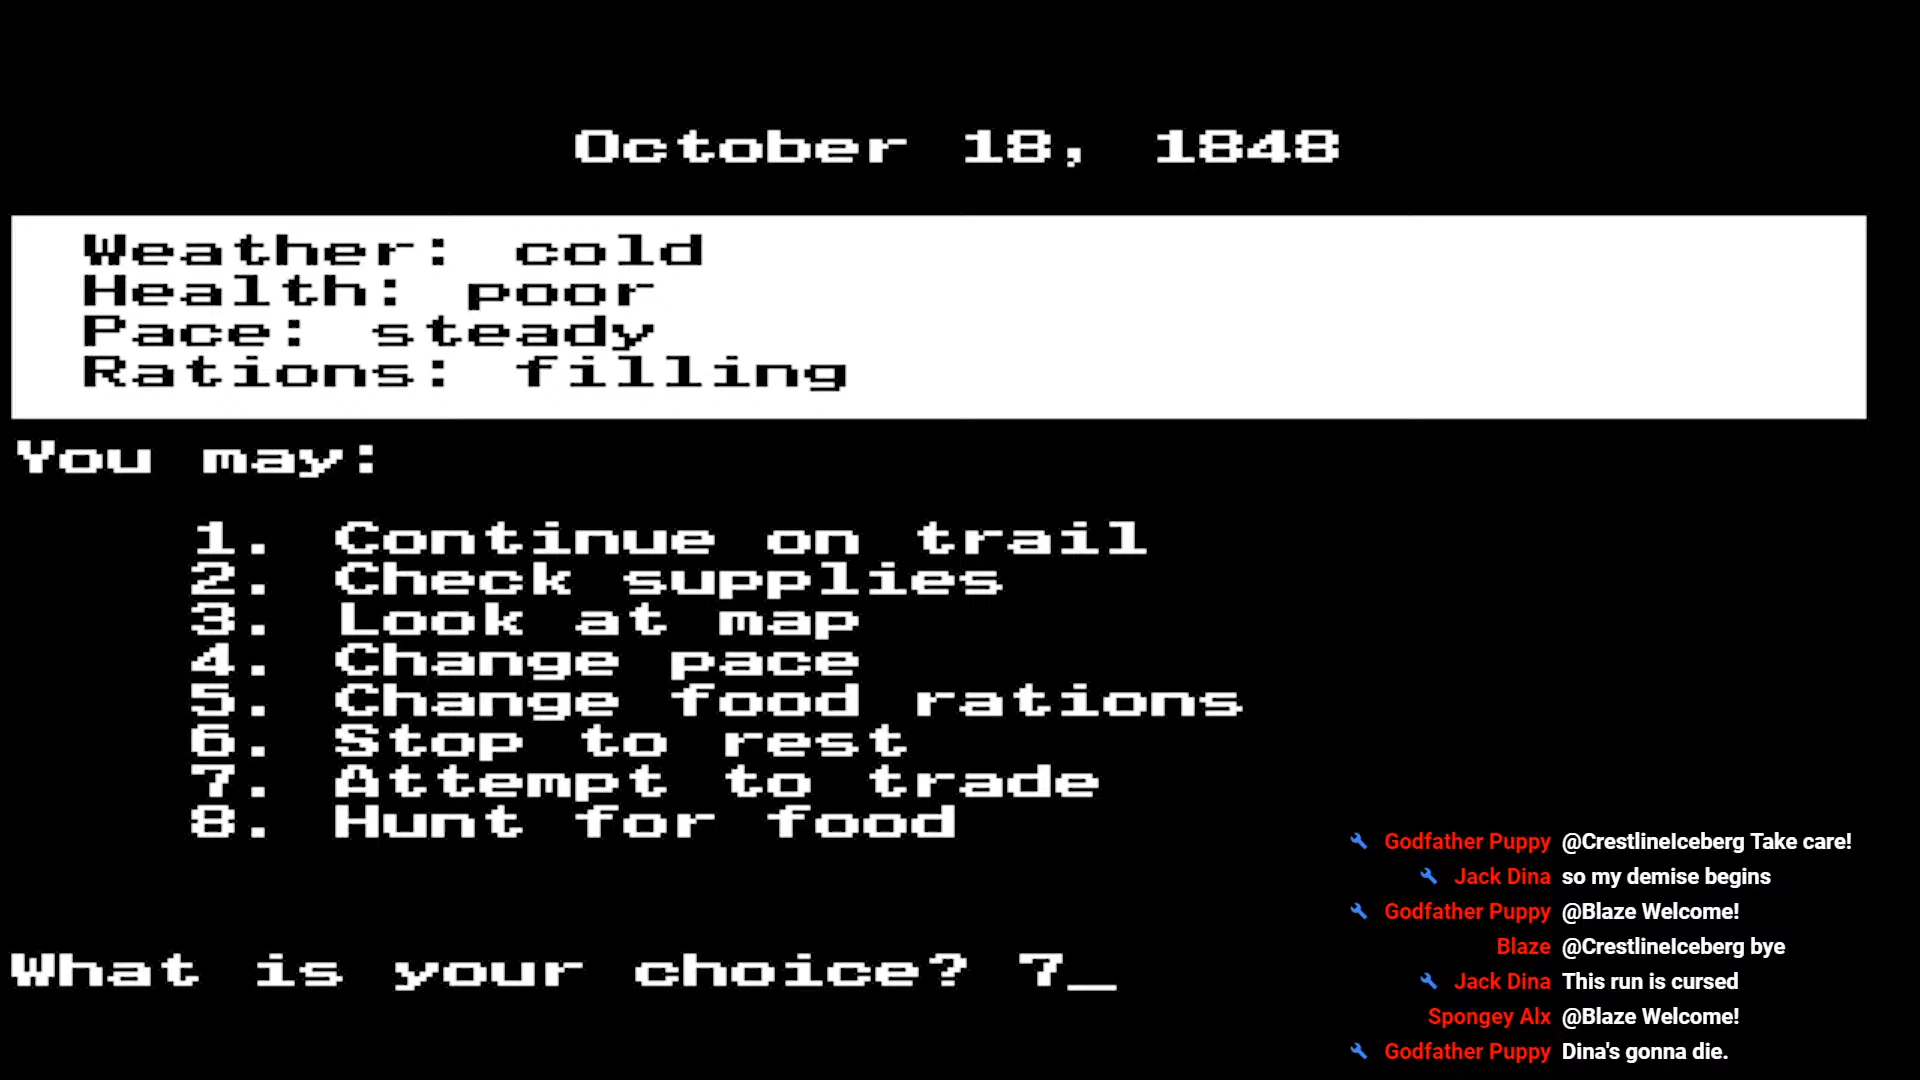 October 18, 1848
Weather: cold
Health: poor
Pace: steady
Rations: filling
You may:
1. Continue on trail
2. Check supplies
3. Look at map
4. Change pace
5. Change food rations
6. Stop to rest
7. Attempt to trade
8. Hunt for food
What is your choice? 7_
Godfather Puppy @CrestlineIceberg Take care!
Jack Dina so my demise begins
Godfather Puppy @Blaze Welcome!
Blaze @CrestlineIceberg bye
Jack Dina This run is cursed
Spongey Alx @Blaze Welcome!
Godfather Puppy Dina's gonna die.